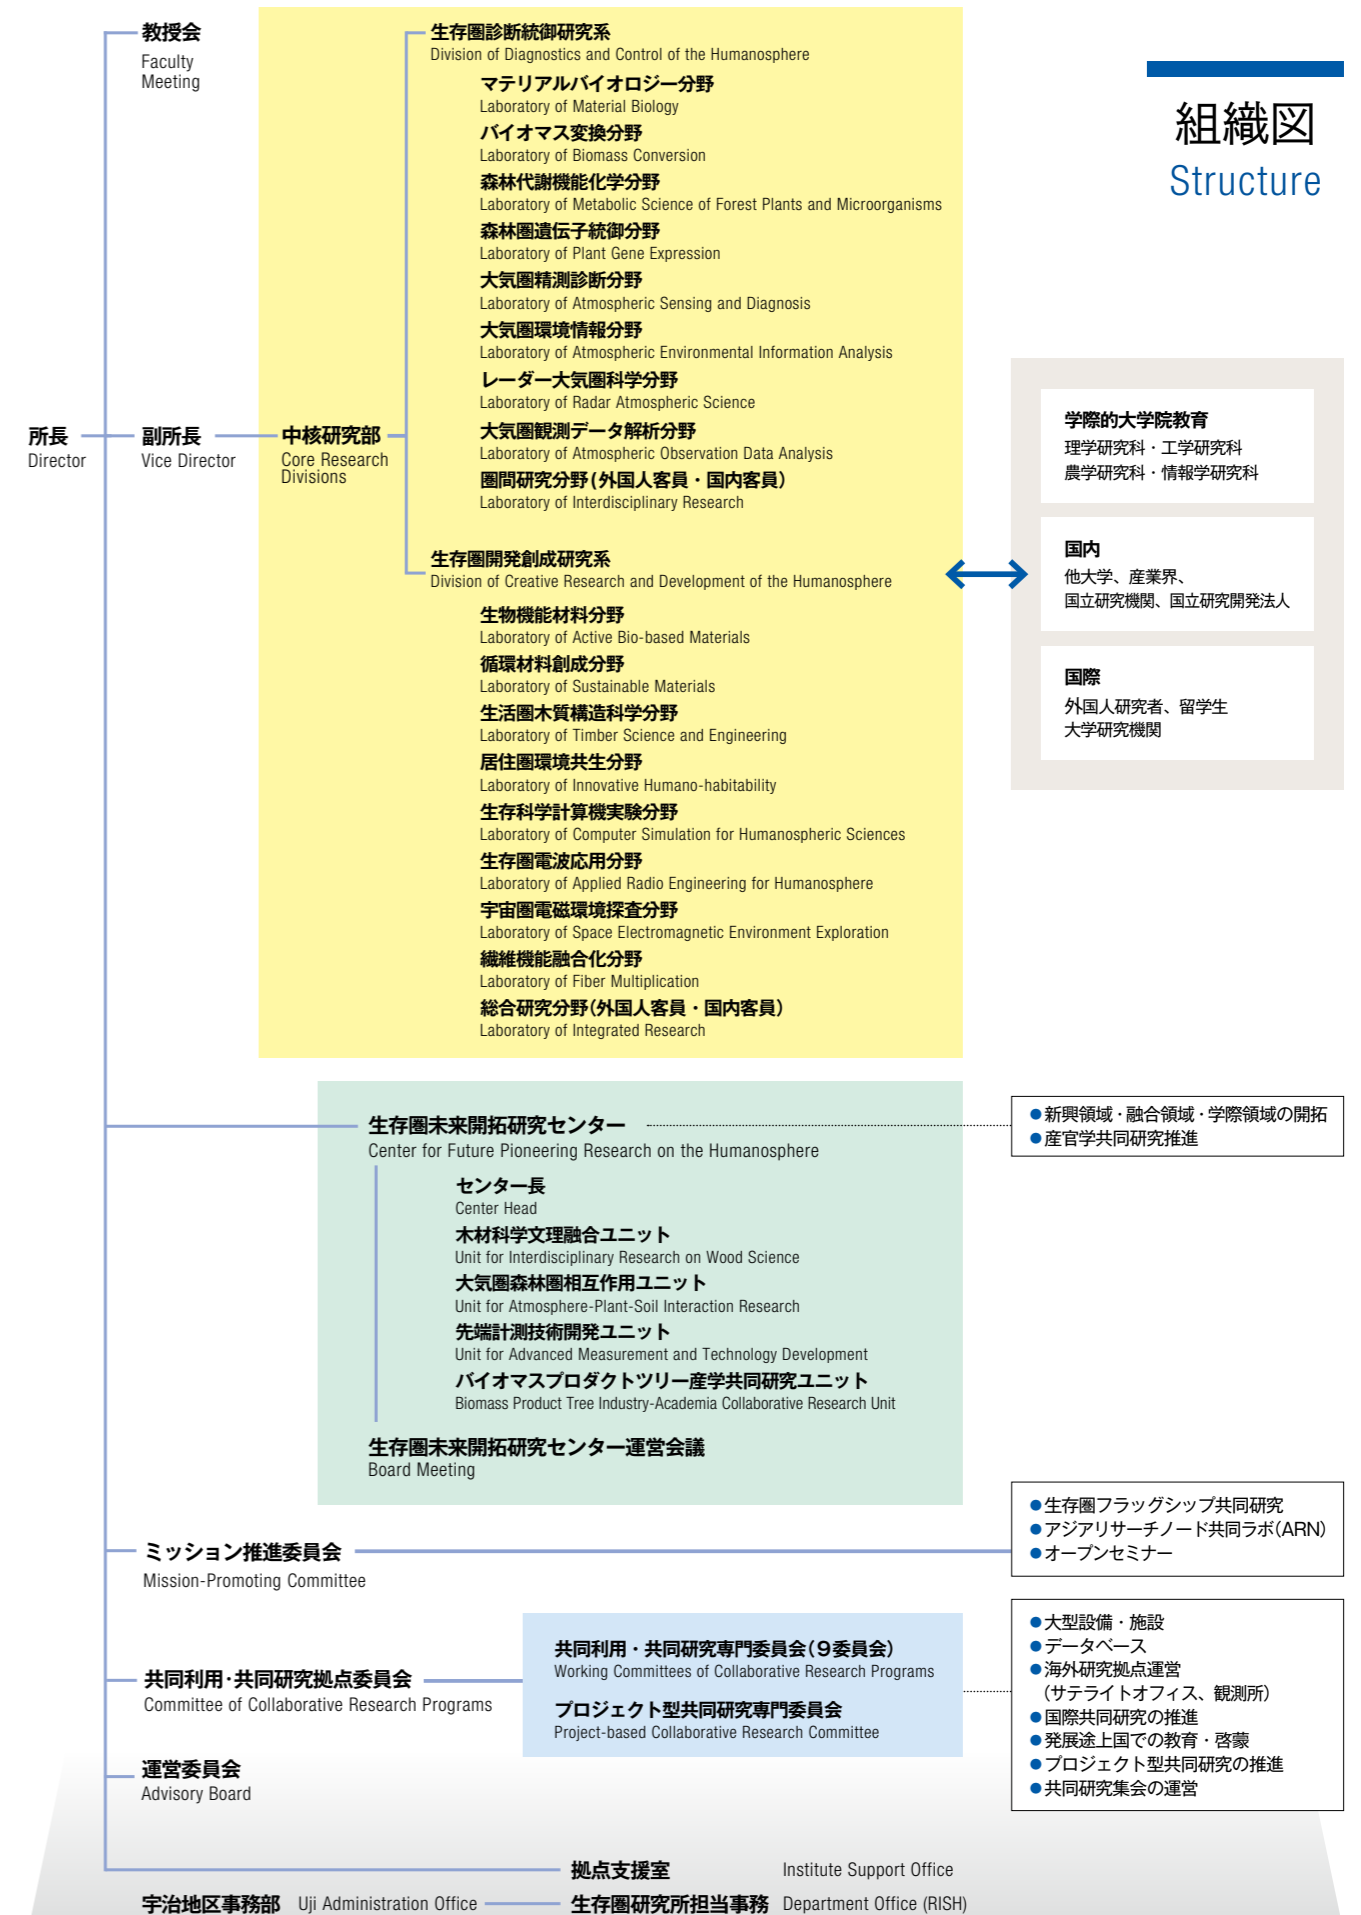 組織図
Structure
所長
Director
教授会
Faculty
Meeting
副所長
Vice Director
中核研究部
Core Research
Divisions
生存圏診断統御研究系
Division of Diagnostics and Control of the Humanosphere
マテリアルバイオロジー分野
Laboratory of Material Biology
バイオマス変換分野
Laboratory of Biomass Conversion
森林代謝機能化学分野
Laboratory of Metabolic Science of Forest Plants and Microorganisms
森林圏遺伝子統御分野
Laboratory of Plant Gene Expression
大気圏精測診断分野
Laboratory of Atmospheric Sensing and Diagnosis
大気圏環境情報分野
Laboratory of Atmospheric Environmental Information Analysis
レーダー大気圏科学分野
Laboratory of Radar Atmospheric Science
大気圏観測データ解析分野
Laboratory of Atmospheric Observation Data Analysis
圏間研究分野(外国人客員・国内客員)
Laboratory of Interdisciplinary Research
生存圏開発創成研究系
Division of Creative Research and Development of the Humanosphere
生物機能材料分野
Laboratory of Active Bio-based Materials
循環材料創成分野
Laboratory of Sustainable Materials
生活圏木質構造科学分野
Laboratory of Timber Science and Engineering
居住圏環境共生分野
Laboratory of Innovative Humano-habitability
生存科学計算機実験分野
Laboratory of Computer Simulation for Humanospheric Sciences
生存圏電波応用分野
Laboratory of Applied Radio Engineering for Humanosphere
宇宙圏電磁環境探査分野
Laboratory of Space Electromagnetic Environment Exploration
繊維機能融合化分野
Laboratory of Fiber Multiplication
総合研究分野(外国人客員・国内客員)
Laboratory of Integrated Research
学際的大学院教育
理学研究科・工学研究科
農学研究科・情報学研究科
国内
他大学、産業界、
国立研究機関、国立研究開発法人
国際
外国人研究者、留学生
大学研究機関
生存圏未来開拓研究センター
Center for Future Pioneering Research on the Humanosphere
センター長
Center Head
木材科学文理融合ユニット
Unit for Interdisciplinary Research on Wood Science
大気圏森林圏相互作用ユニット
Unit for Atmosphere-Plant-Soil Interaction Research
先端計測技術開発ユニット
Unit for Advanced Measurement and Technology Development
バイオマスプロダクトツリー産学共同研究ユニット
Biomass Product Tree Industry-Academia Collaborative Research Unit
生存圏未来開拓研究センター運営会議
Board Meeting
●新興領域・融合領域・学際領域の開拓
●産官学共同研究推進
ミッション推進委員会
Mission-Promoting Committee
●生存圏フラッグシップ共同研究
●アジアリサーチノード共同ラボ(ARN)
●オープンセミナー
共同利用・共同研究拠点委員会
Committee of Collaborative Research Programs
共同利用・共同研究専門委員会(9委員会)
Working Committees of Collaborative Research Programs
プロジェクト型共同研究専門委員会
Project-based Collaborative Research Committee
●大型設備・施設
●データベース
●海外研究拠点運営
(サテライトオフィス、観測所)
●国際共同研究の推進
●発展途上国での教育・啓蒙
●プロジェクト型共同研究の推進
●共同研究集会の運営
運営委員会
Advisory Board
拠点支援室 Institute Support Office
宇治地区事務部 Uji Administration Office 生存圏研究所担当事務 Department Office (RISH)